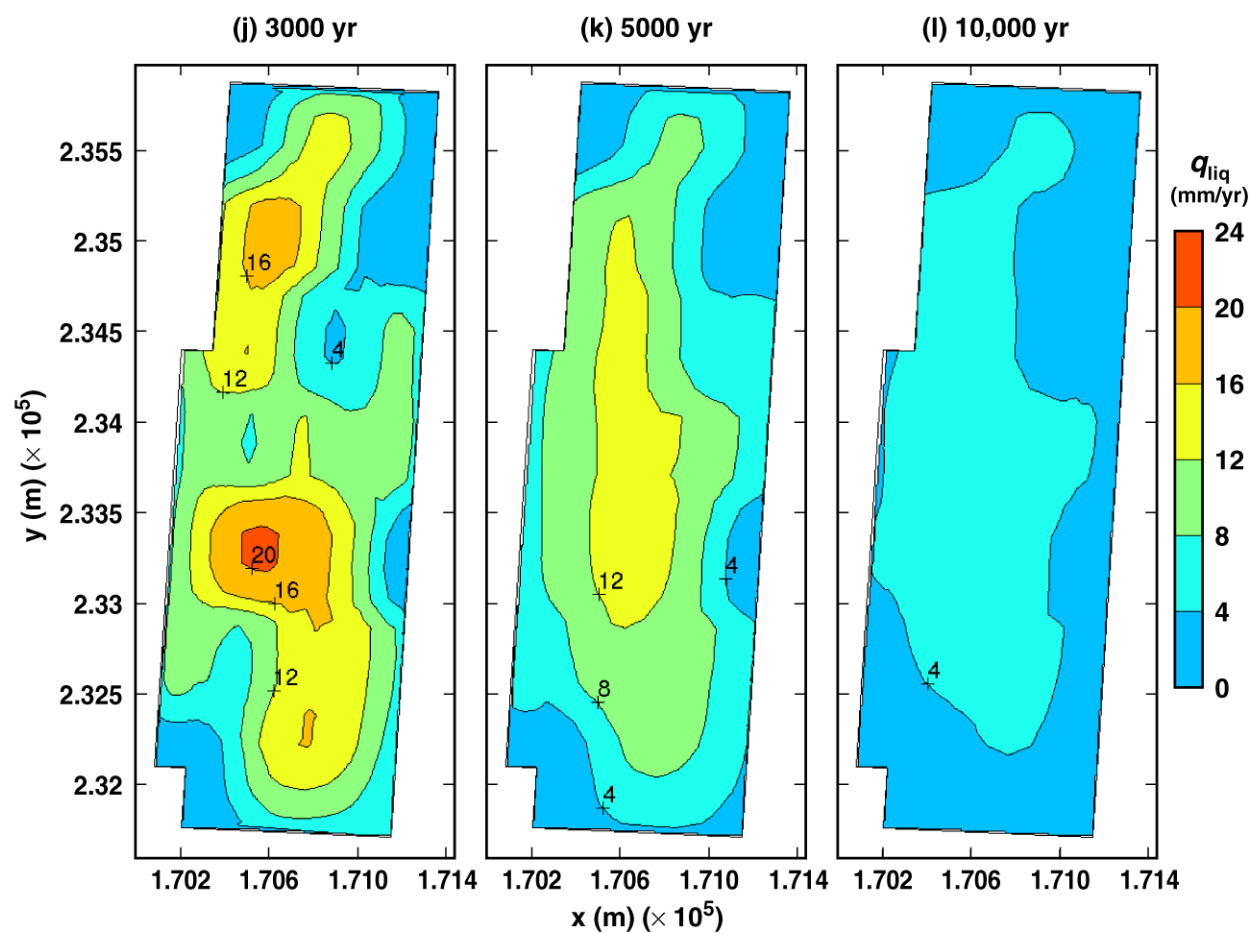 (j) 3000 yr
(k) 5000 yr
(l) 10,000 yr
y (m) (× 10⁵)
2.355
2.35
2.345
2.34
2.335
2.33
2.325
2.32
16
4
12
20
16
12
12
4
8
4
4
1.702 1.706 1.710 1.714
1.702 1.706 1.710 1.714
1.702 1.706 1.710 1.714
x (m) (× 10⁵)
q liq
(mm/yr)
24
20
16
12
8
4
0